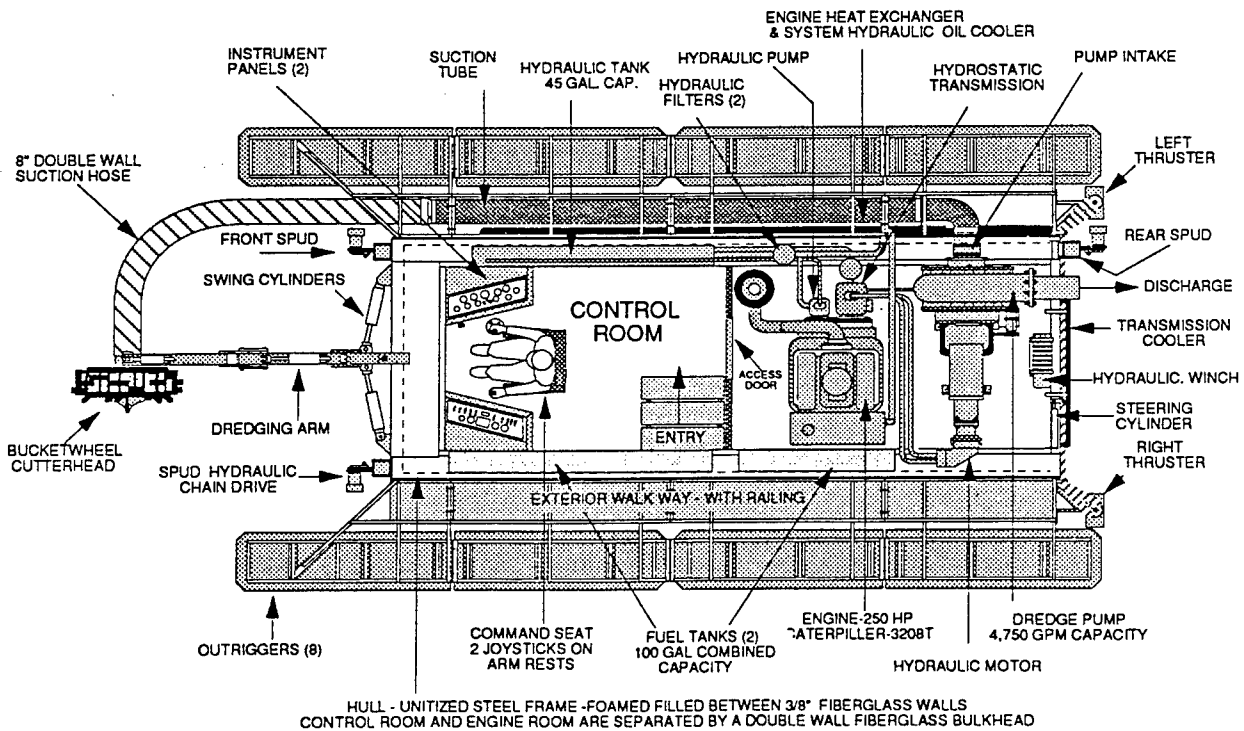 ENGINE HEAT EXCHANGER
& SYSTEM HYDRAULIC OIL COOLER
INSTRUMENT
PANELS (2)
SUCTION
TUBE
HYDRAULIC TANK
45 GAL. CAP.
HYDRAULIC PUMP
HYDRAULIC
FILTERS (2)
HYDROSTATIC
TRANSMISSION
PUMP INTAKE
LEFT
THRUSTER
8" DOUBLE WALL
SUCTION HOSE
FRONT SPUD
REAR SPUD
SWING CYLINDERS
DISCHARGE
CONTROL
ROOM
TRANSMISSION
COOLER
ACCESS
DOOR
HYDRAULIC. WINCH
DREDGING ARM
ENTRY
STEERING
CYLINDER
BUCKETWHEEL
CUTTERHEAD
RIGHT
THRUSTER
SPUD HYDRAULIC
CHAIN DRIVE
EXTERIOR WALK WAY - WITH RAILING
OUTRIGGERS (8)
COMMAND SEAT
2 JOYSTICKS ON
ARM RESTS
FUEL TANKS (2)
100 GAL COMBINED
CAPACITY
ENGINE-250 HP
CATERPILLER-3208T
DREDGE PUMP
4,750 GPM CAPACITY
HYDRAULIC MOTOR
HULL - UNITIZED STEEL FRAME -FOAMED FILLED BETWEEN 3/8" FIBERGLASS WALLS
CONTROL ROOM AND ENGINE ROOM ARE SEPARATED BY A DOUBLE WALL FIBERGLASS BULKHEAD